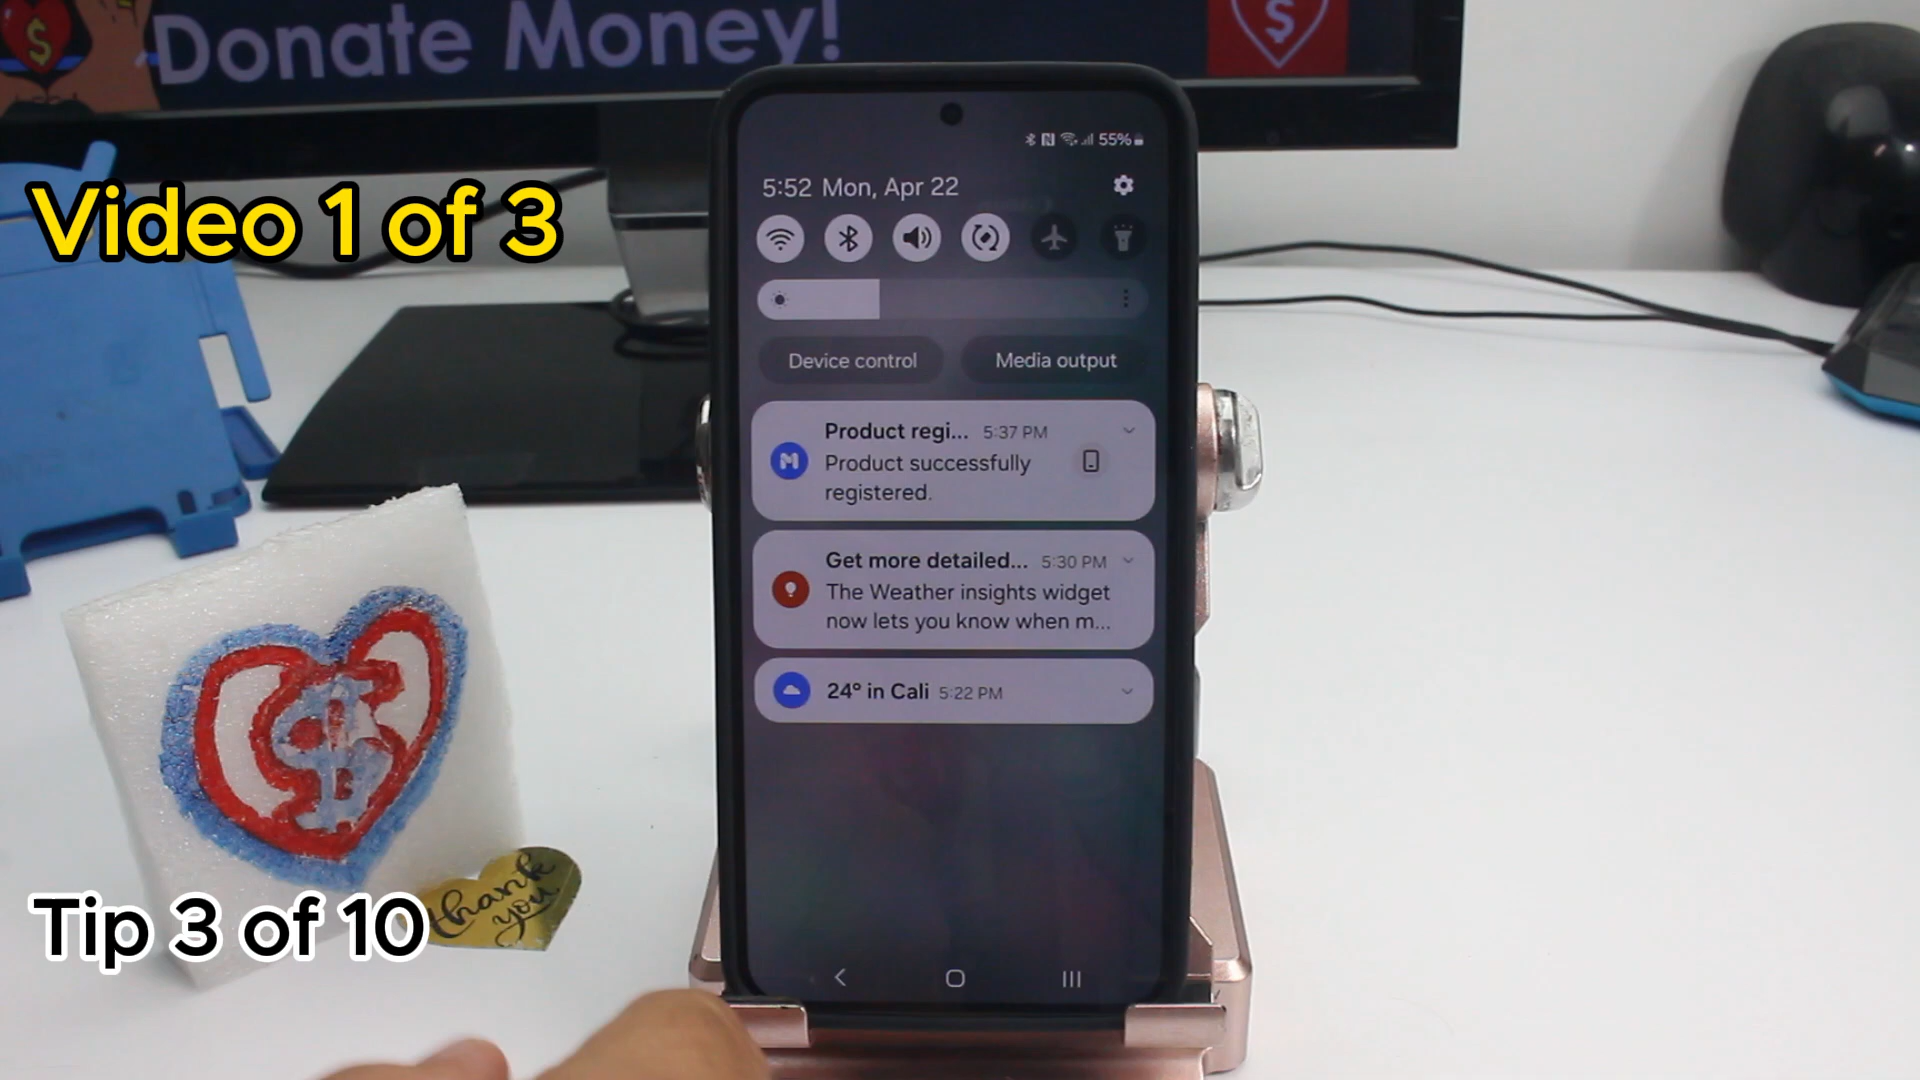 Donate Money!
$
$
Video 1 of 3
55%
5:52 Mon, Apr 22
Device control
Media output
Product regi... 5:37 PM
Product successfully
registered.
Get more detailed... 5:30 PM
The Weather insights widget
now lets you know when m...
24° in Cali 5:22 PM
$
thank
you
Tip 3 of 10